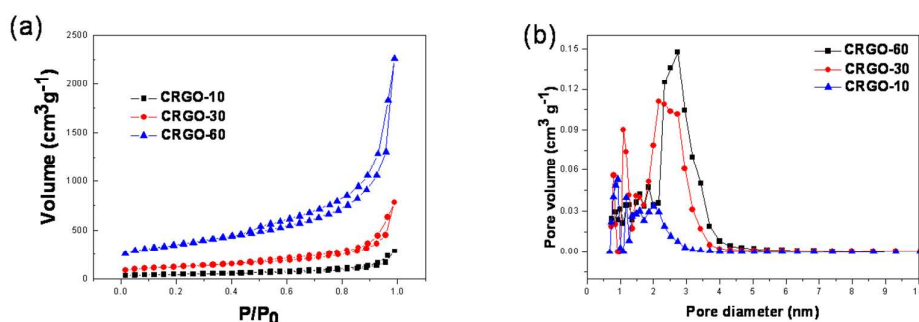 (a)
Volume (cm³g⁻¹)
2500
2000
1500
1000
500
250
0
CRGO-10
CRGO-30
CRGO-60
0.0 0.2 0.4 0.6 0.8 1.0
P/P₀
(b)
Pore volume (cm³ g⁻¹)
0.15
0.12
0.09
0.06
0.03
0.00
CRGO-60
CRGO-30
CRGO-10
0 1 2 3 4 5 6 7 8 9 10
Pore diameter (nm)